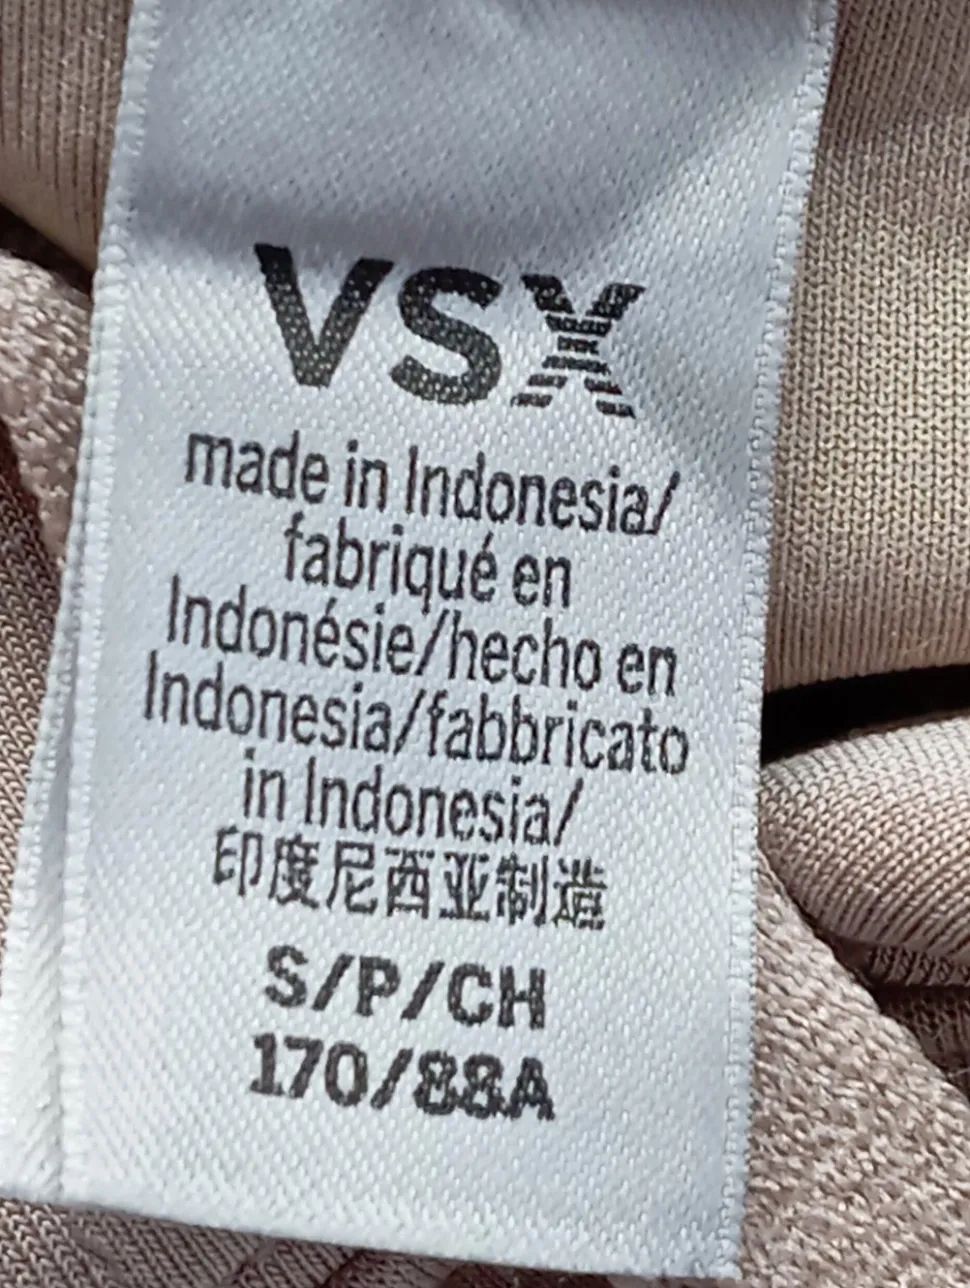 VSX
made in Indonesia/
fabriqué en
Indonésie/hecho en
Indonesia/fabbricato
in Indonesia/
印度尼西亚制造
S/P/CH
170/88A